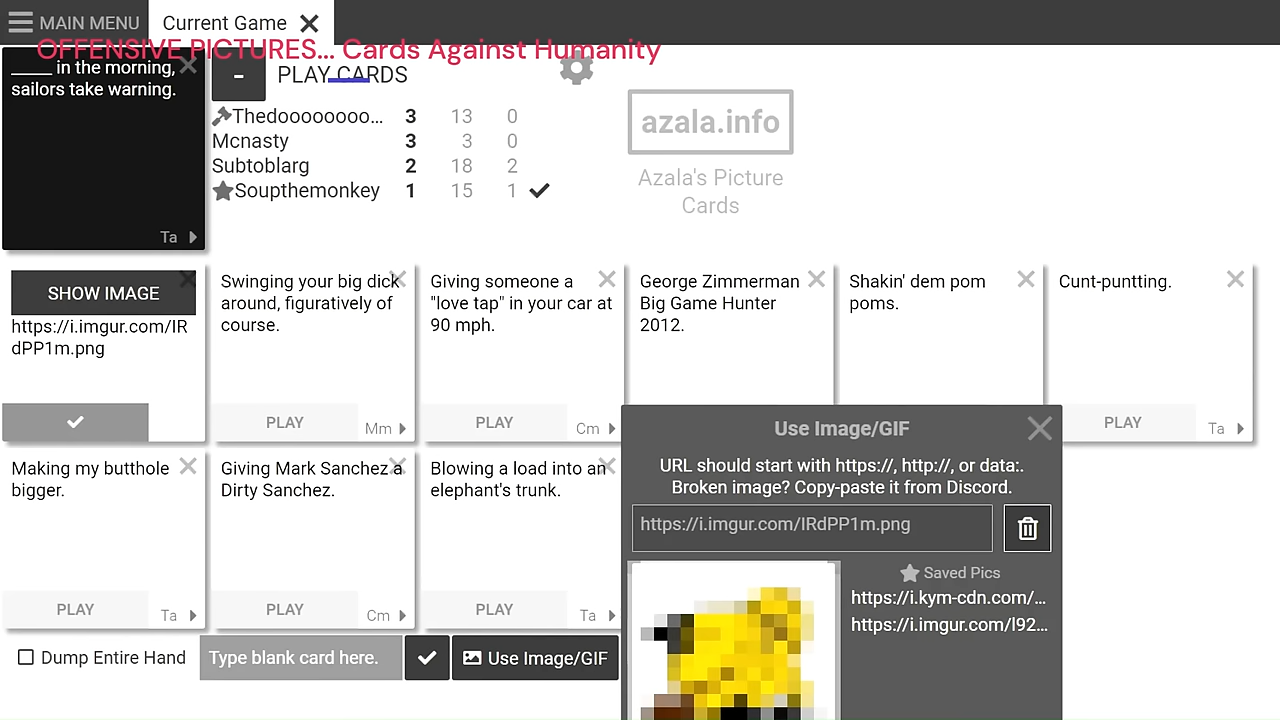 MAIN MENU
Current Game
OFFENSIVE PICTURES... Cards Against Humanity
_____ in the morning,
sailors take warning.
Ta
-
PLAY CARDS
Thedoooooooo... 3 13 0
Mcnasty 3 3 0
Subtoblarg 2 18 2
Soupthemonkey 1 15 1
azala.info
Azala's Picture
Cards
SHOW IMAGE
https://i.imgur.com/IR
dPP1m.png
Swinging your big dick
around, figuratively of
course.
PLAY
Mm
Giving someone a
"love tap" in your car at
90 mph.
PLAY
Cm
George Zimmerman
Big Game Hunter
2012.
Shakin' dem pom
poms.
Cunt-puntting.
PLAY
Ta
Making my butthole
bigger.
PLAY
Ta
Giving Mark Sanchez a
Dirty Sanchez.
PLAY
Cm
Blowing a load into an
elephant's trunk.
PLAY
Ta
Use Image/GIF
URL should start with https://, http://, or data:.
Broken image? Copy-paste it from Discord.
https://i.imgur.com/IRdPP1m.png
Saved Pics
https://i.kym-cdn.com/...
https://i.imgur.com/l92...
Dump Entire Hand
Type blank card here.
Use Image/GIF